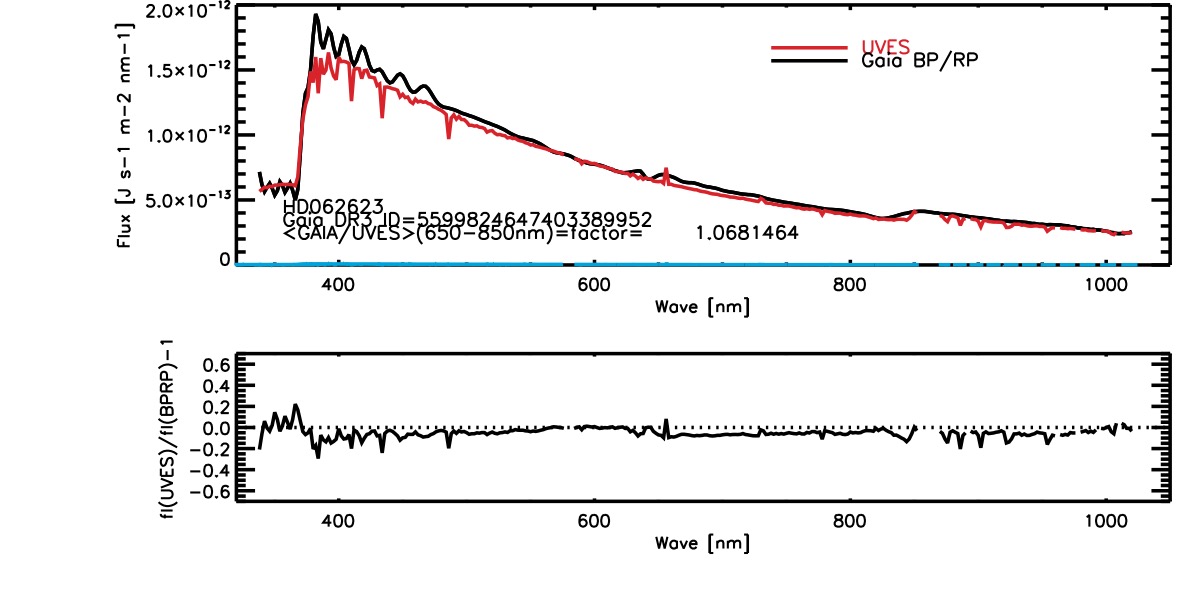 2.0×10⁻¹²
1.5×10⁻¹²
1.0×10⁻¹²
5.0×10⁻¹³
0
Flux [J s−1 m−2 nm−1]
UVES
Gaia BP/RP
HD062623
Gaia DR3 ID=5599824647403389952
<GAIA/UVES>(650−850nm)=factor= 1.0681464
400 600 800 1000
Wave [nm]
0.6
0.4
0.2
0.0
−0.2
−0.4
−0.6
fl(UVES)/fl(BPRP)−1
400 600 800 1000
Wave [nm]